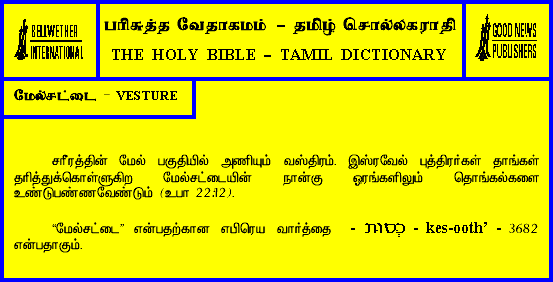 BELLWETHER
INTERNATIONAL
பரிசுத்த வேதாகமம் – தமிழ் சொல்லகராதி
THE HOLY BIBLE – TAMIL DICTIONARY
GOOD NEWS
PUBLISHERS
மேல்சட்டை – VESTURE
சரீரத்தின் மேல் பகுதியில் அணியும் வஸ்திரம். இஸ்ரவேல் புத்திரர்கள் தாங்கள்
தரித்துக்கொள்ளுகிற மேல்சட்டையின் நான்கு ஓரங்களிலும் தொங்கல்களை
உண்டுபண்ணவேண்டும் (உபா 22:12).
“மேல்சட்டை” என்பதற்கான எபிரெய வார்த்தை - כְּסוּת - kes-ooth’ - 3682
என்பதாகும்.